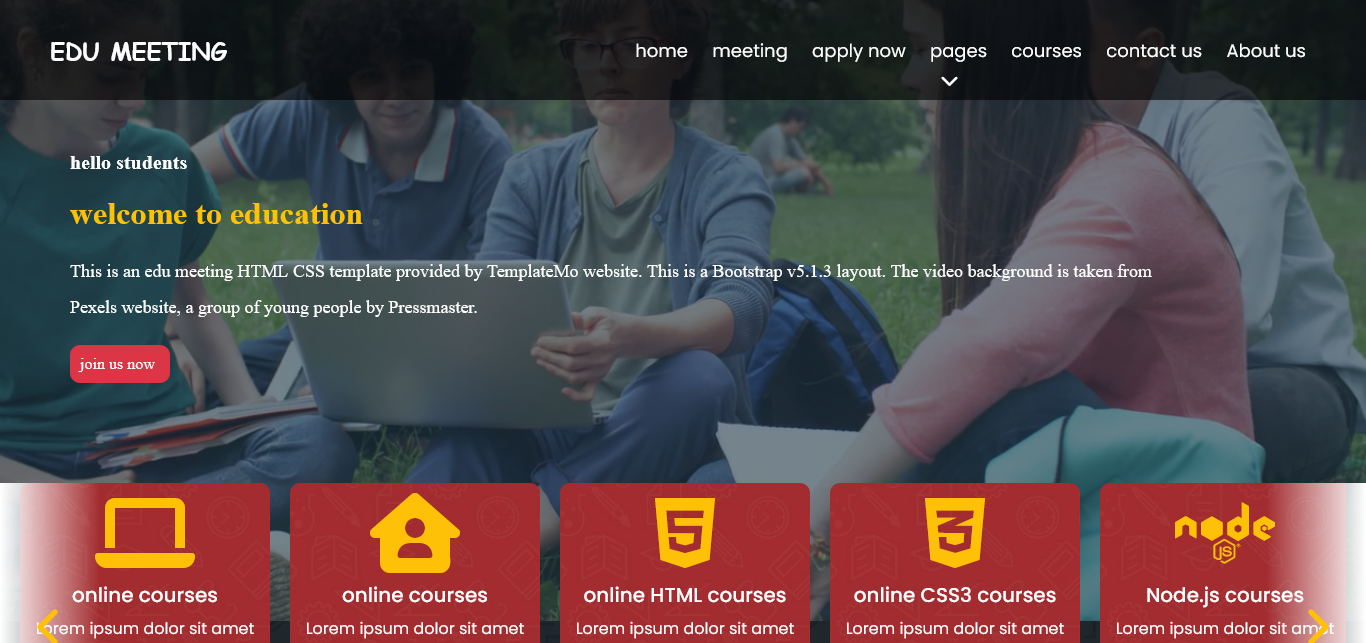 EDU MEETING
home meeting apply now pages courses contact us About us
hello students
welcome to education
This is an edu meeting HTML CSS template provided by TemplateMo website. This is a Bootstrap v5.1.3 layout. The video background is taken from
Pexels website, a group of young people by Pressmaster.
join us now
5 3 node
JS
online courses online courses online HTML courses online CSS3 courses Node.js courses
Lorem ipsum dolor sit amet Lorem ipsum dolor sit amet Lorem ipsum dolor sit amet Lorem ipsum dolor sit amet Lorem ipsum dolor sit amet